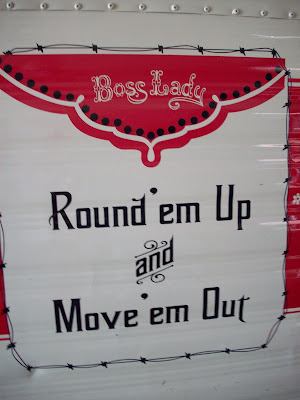 Boss Lady
Round 'em Up
and
Move 'em Out